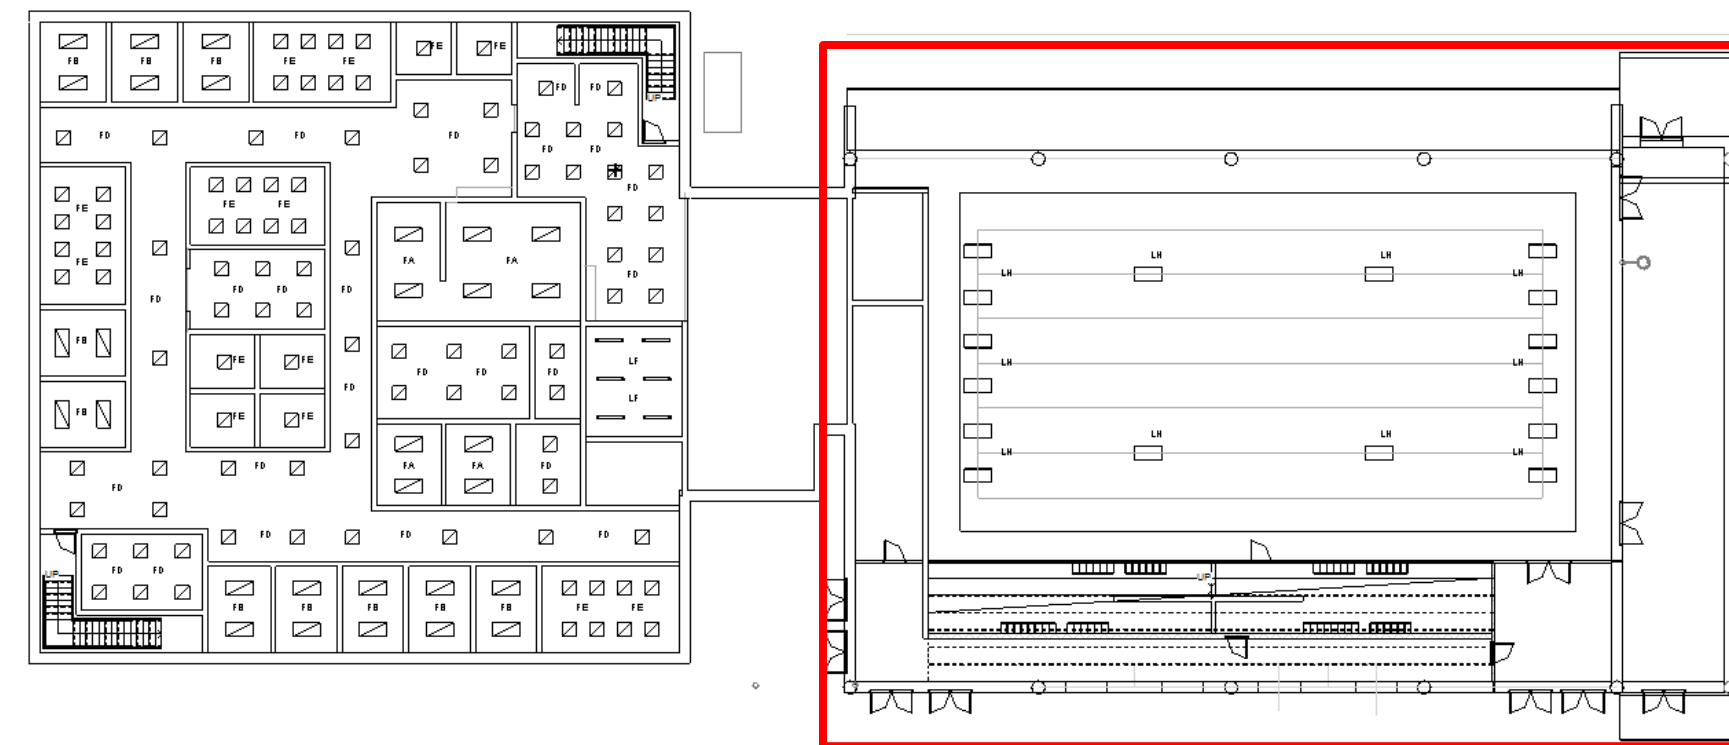 FB FB FB FE FE FE FE
FD FD
UP
FD FD FD
FD FD
FE FE FE FD
FE
FD FD FD FD
FA FA
FD
LH LH
LH LH
FB
FE FE
LF
LH LH
FD FD FD
FD
LF
FB
FE FE
LH LH
LH LH
FD FA FA FD
FD
FD FD FD
FD FD
UP UP
FB FB FB FB FB FE FE